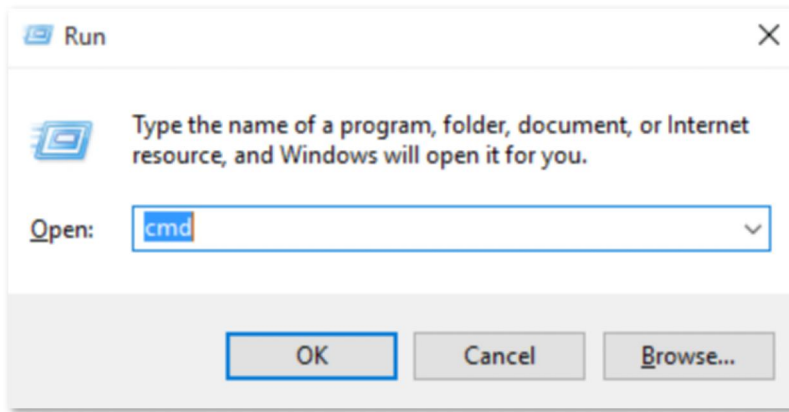 Run
Type the name of a program, folder, document, or Internet
resource, and Windows will open it for you.
Open: cmd
OK Cancel Browse...